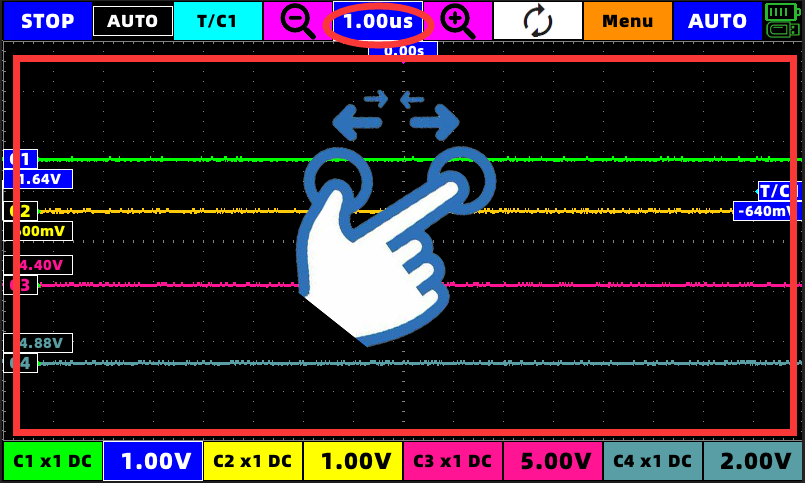 STOP AUTO T/C1 1.00us Menu AUTO
0.00s
C1
1.64V
T/C
-640mV
C2
600mV
4.40V
C3
4.88V
C4
C1 x1 DC 1.00V C2 x1 DC 1.00V C3 x1 DC 5.00V C4 x1 DC 2.00V